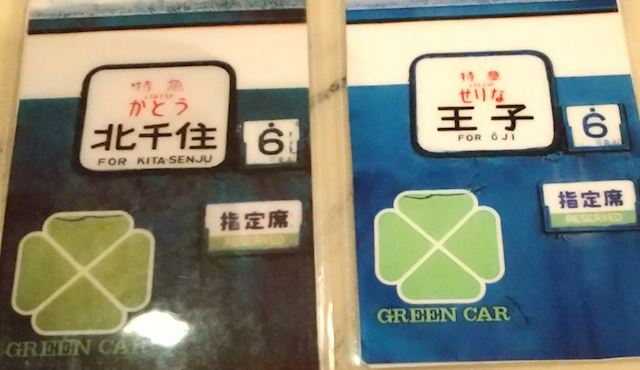 特急
かとう
北千住
FOR KITA-SENJU
6
指定席
RESERVED
GREEN CAR
特急
せりな
王子
FOR ŌJI
6
指定席
RESERVED
GREEN CAR